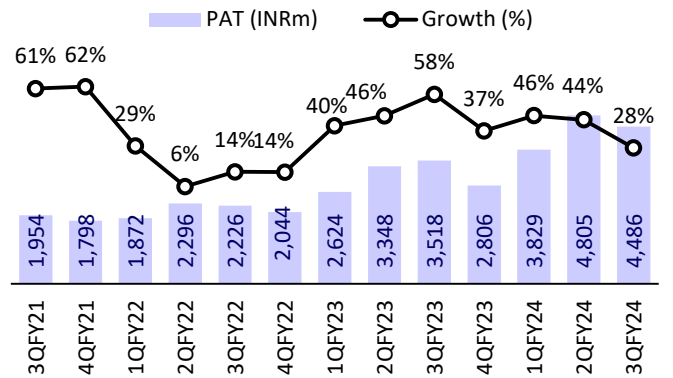 PAT (INRm) Growth (%)
61% 62% 29% 6% 14% 14% 40% 46% 58% 37% 46% 44% 28%
1,954 1,798 1,872 2,296 2,226 2,044 2,624 3,348 3,518 2,806 3,829 4,805 4,486
3QFY21 4QFY21 1QFY22 2QFY22 3QFY22 4QFY22 1QFY23 2QFY23 3QFY23 4QFY23 1QFY24 2QFY24 3QFY24